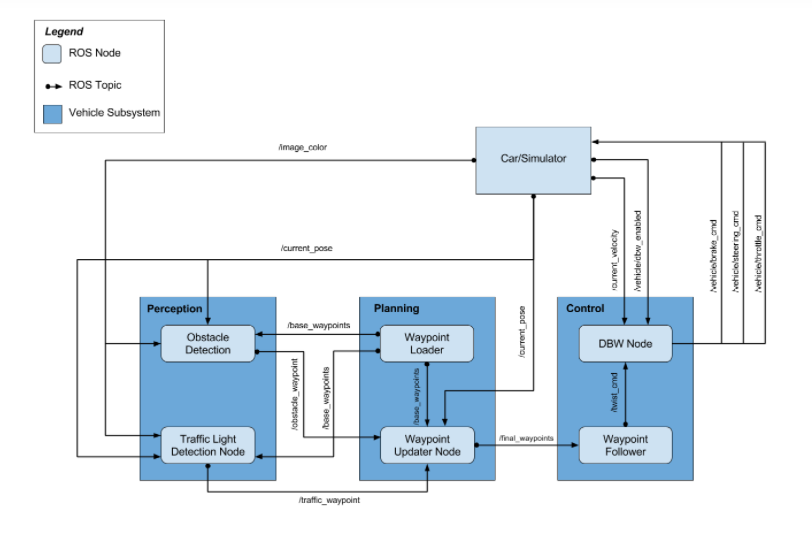 Legend
ROS Node
ROS Topic
Vehicle Subsystem
/image_color
Car/Simulator
/current_pose
/current_velocity
/vehicle/dbw_enabled
/vehicle/brake_cmd
/vehicle/steering_cmd
/vehicle/throttle_cmd
/current_pose
Perception
Planning
Control
Obstacle
Detection
/base_waypoints
Waypoint
Loader
DBW Node
/obstacle_waypoint
/base_waypoints
/base_waypoints
/twist_cmd
Traffic Light
Detection Node
Waypoint
Updater Node
/final_waypoints
Waypoint
Follower
/traffic_waypoint